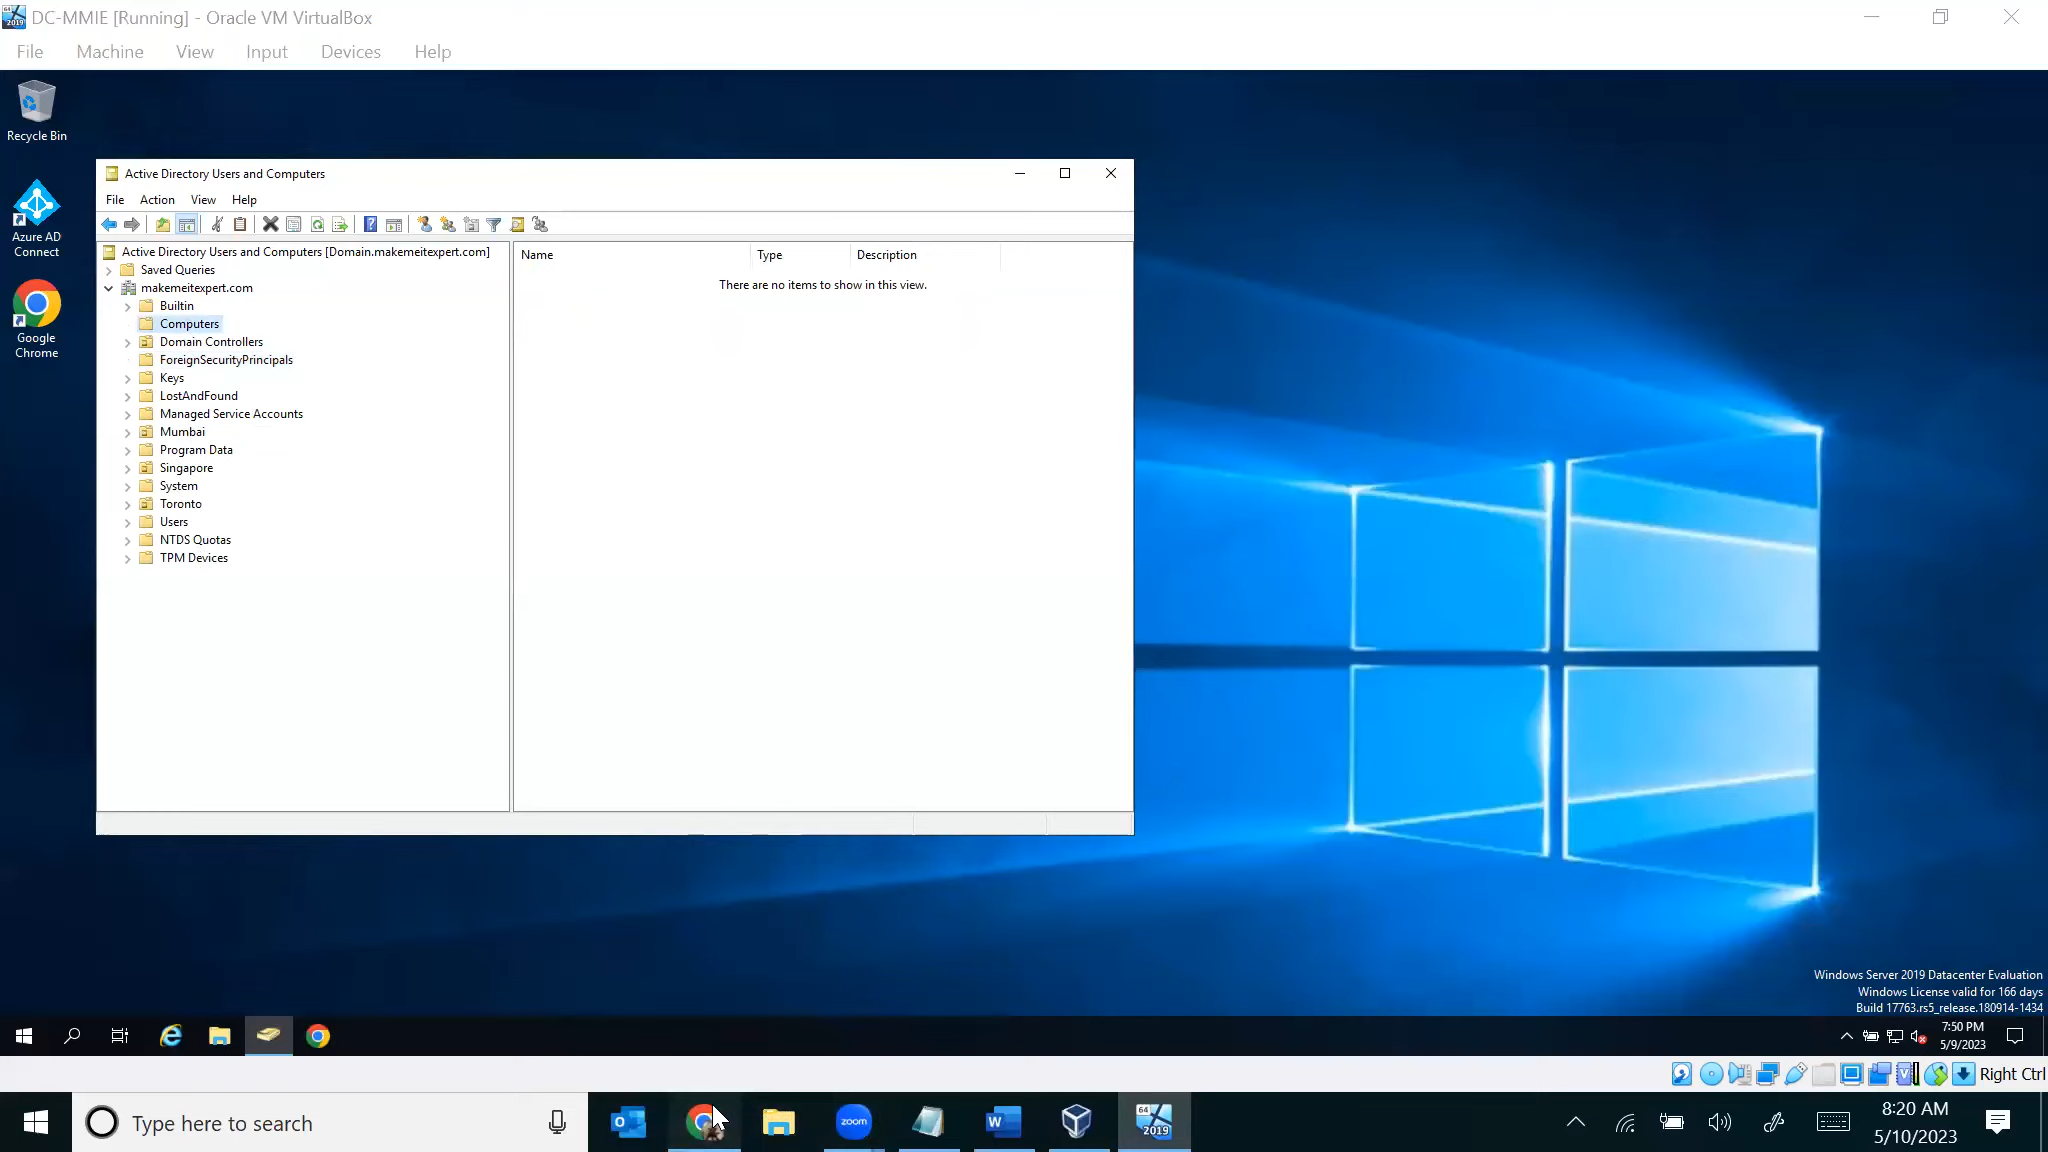 DC-MMIE [Running] - Oracle VM VirtualBox
File Machine View Input Devices Help
Recycle Bin
Azure AD
Connect
Google
Chrome
Active Directory Users and Computers
File Action View Help
Active Directory Users and Computers [Domain.makemeitexpert.com]
Saved Queries
makemeitexpert.com
Builtin
Computers
Domain Controllers
ForeignSecurityPrincipals
Keys
LostAndFound
Managed Service Accounts
Mumbai
Program Data
Singapore
System
Toronto
Users
NTDS Quotas
TPM Devices
Name Type Description
There are no items to show in this view.
Windows Server 2019 Datacenter Evaluation
Windows License valid for 166 days
Build 17763.rs5_release.180914-1434
7:50 PM
5/9/2023
Right Ctrl
Type here to search
zoom
64
2019
8:20 AM
5/10/2023